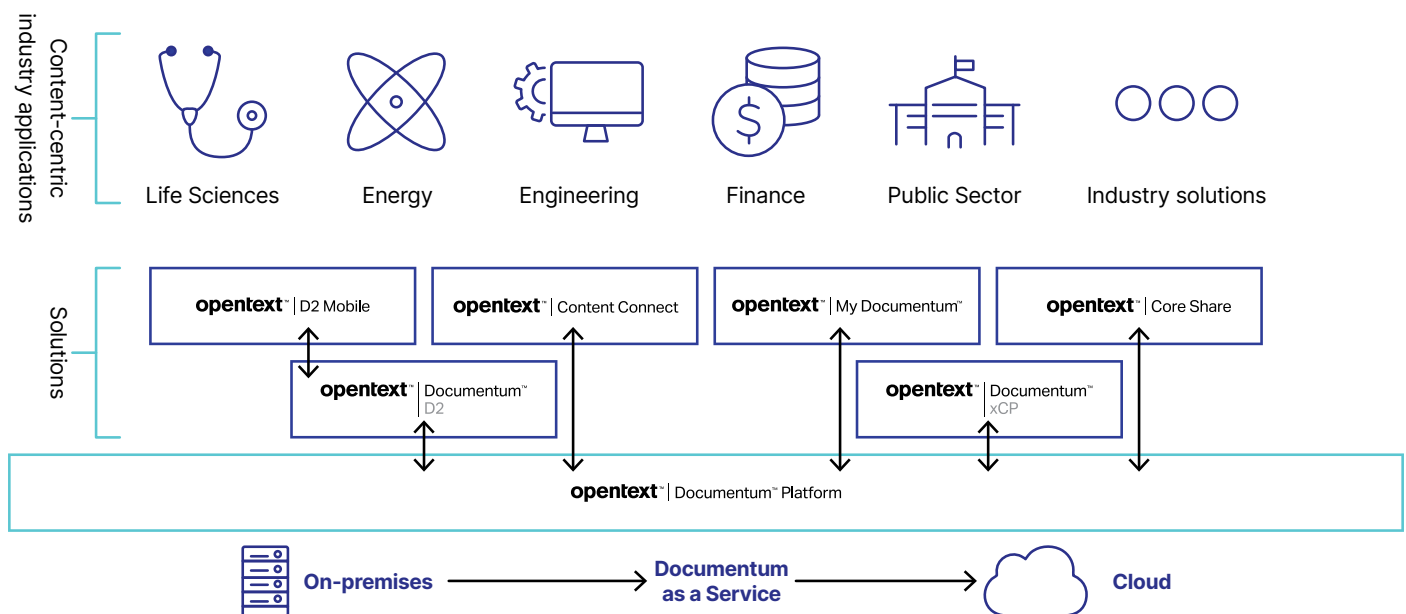 Content-centric
industry applications
Life Sciences
Energy
Engineering
Finance
Public Sector
Industry solutions
Solutions
opentext™ | D2 Mobile
opentext™ | Content Connect
opentext™ | My Documentum™
opentext™ | Core Share
opentext™ | Documentum™
D2
opentext™ | Documentum™
xCP
opentext™ | Documentum™ Platform
On-premises
Documentum
as a Service
Cloud